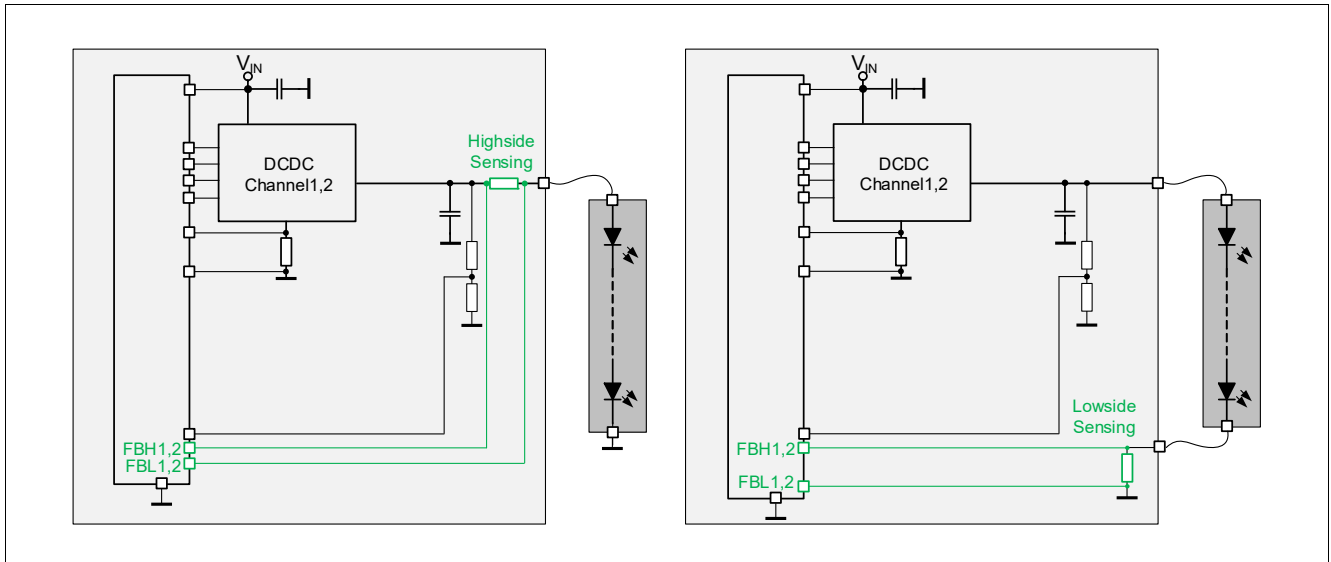 VIN
DCDC
Channel1,2
Highside
Sensing
FBH1,2
FBL1,2
VIN
DCDC
Channel1,2
Lowside
Sensing
FBH1,2
FBL1,2